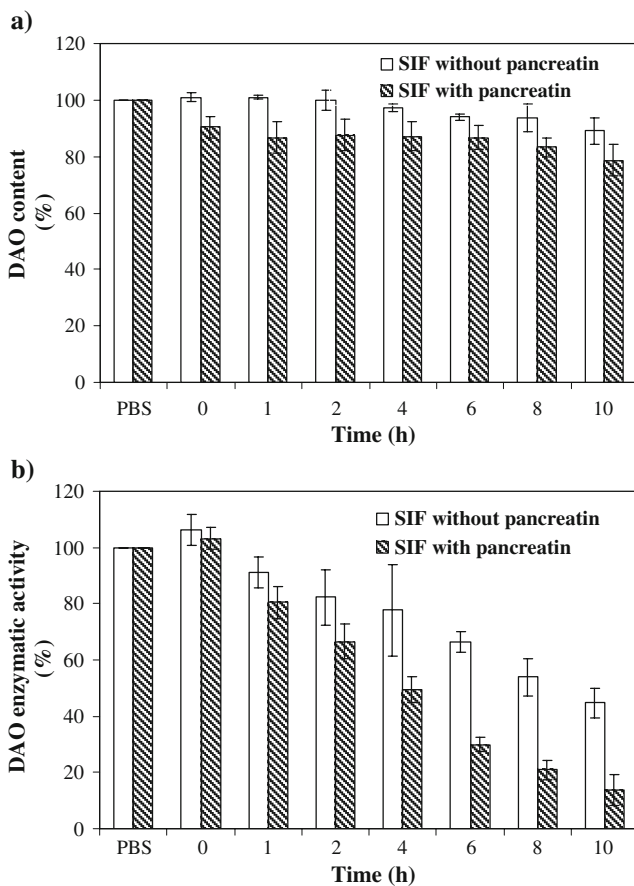 a)
120
100
80
60
40
20
0
DAO content
(%)
SIF without pancreatin
SIF with pancreatin
PBS 0 1 2 4 6 8 10
Time (h)
b)
120
100
80
60
40
20
0
DAO enzymatic activity
(%)
SIF without pancreatin
SIF with pancreatin
PBS 0 1 2 4 6 8 10
Time (h)